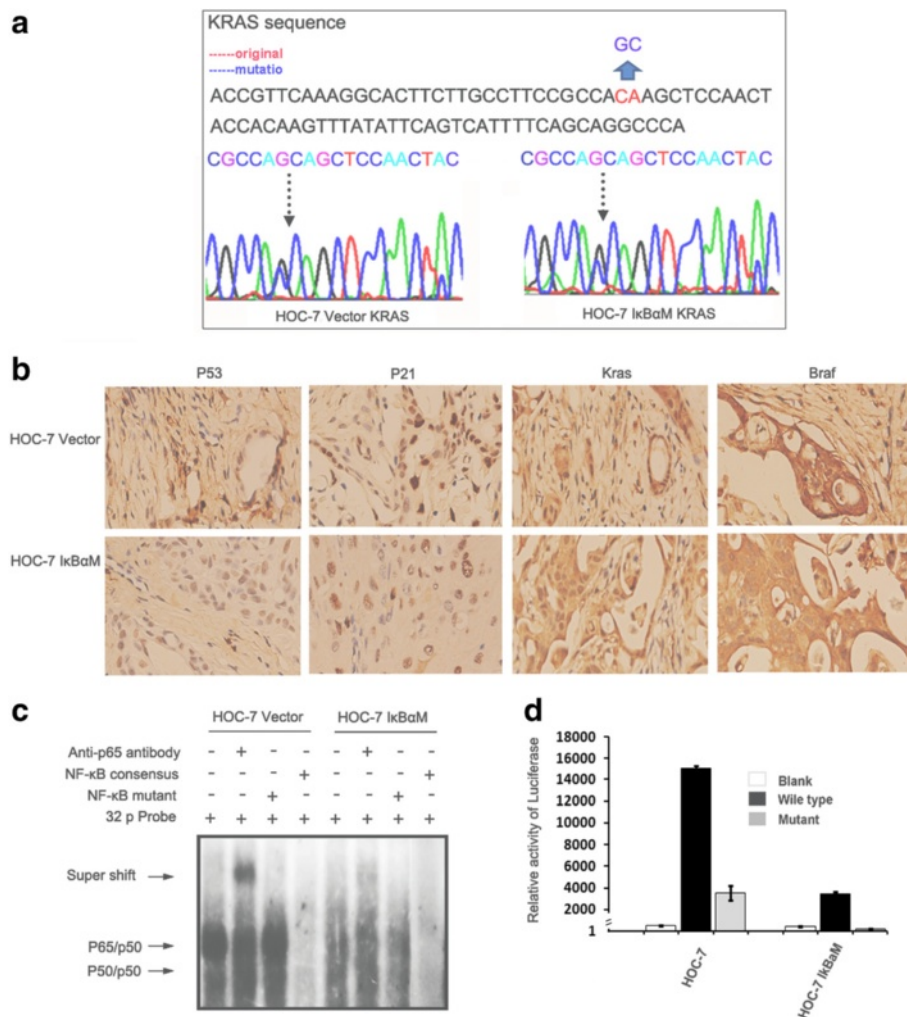 a
KRAS sequence
------original
------mutatio
GC
ACCGTTCAAAGGCACTTCTTGCCTTCCGCCACAAGCTCCAACT
ACCACAAGTTTATATTCAGTCATTTTCAGCAGGCCCA
CGCCAGCAGCTCCAACTAC CGCCAGCAGCTCCAACTAC
HOC-7 Vector KRAS HOC-7 IκBαM KRAS
b
P53 P21 Kras Braf
HOC-7 Vector
HOC-7 IκBαM
c
HOC-7 Vector HOC-7 IκBαM
Anti-p65 antibody - + - - - + - -
NF-κB consensus - - - + - - - +
NF-κB mutant - - + - - - + -
32 p Probe + + + + + + + +
Super shift
P65/p50
P50/p50
d
Relative activity of Luciferase
18000
16000
14000
12000
10000
8000
6000
4000
2000
1
Blank
Wile type
Mutant
HOC-7 HOC-7 IkBaM